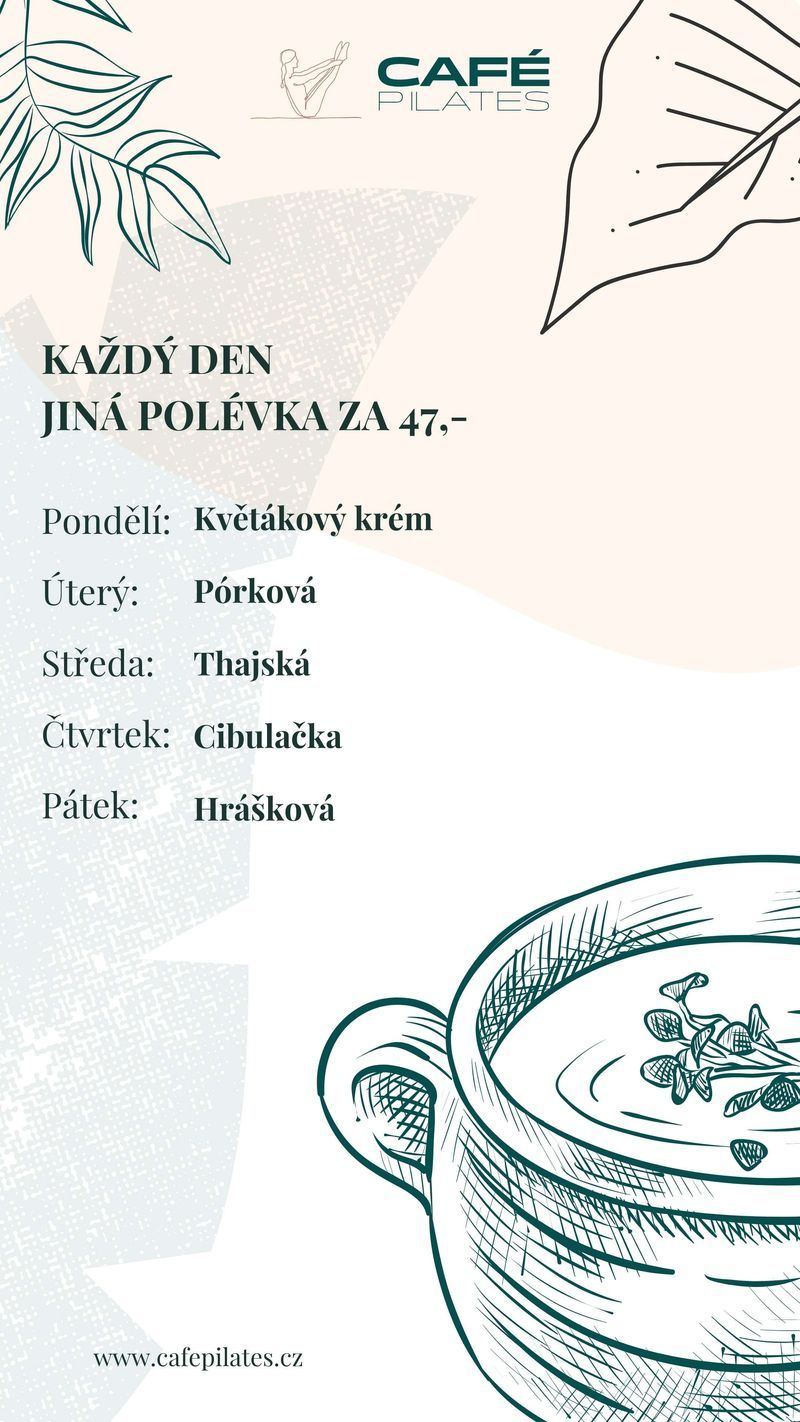 CAFÉ
PILATES
KAŽDÝ DEN
JINÁ POLÉVKA ZA 47,-
Pondělí: Květákový krém
Úterý: Pórková
Středa: Thajská
Čtvrtek: Cibulačka
Pátek: Hrášková
www.cafepilates.cz